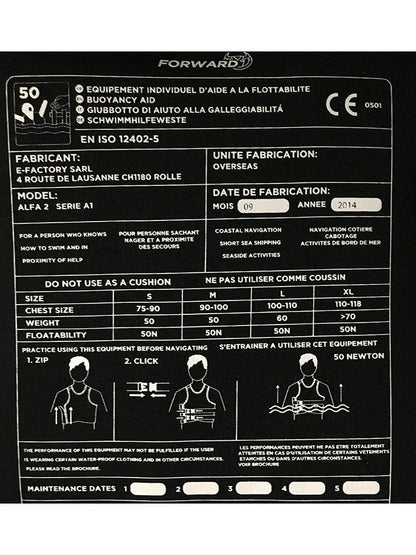 FORWARD
50
FR EQUIPEMENT INDIVIDUEL D'AIDE A LA FLOTTABILITE
BUOYANCY AID
GIUBBOTTO DI AIUTO ALLA GALLEGGIABILITÁ
SCHWIMMHILFEWESTE
EN ISO 12402-5
CE 0501
FABRICANT:
E-FACTORY SARL
4 ROUTE DE LAUSANNE CH1180 ROLLE
UNITE FABRICATION:
OVERSEAS
MODEL:
ALFA 2 SERIE A1
DATE DE FABRICATION:
MOIS 09 ANNÉE 2014
FOR A PERSON WHO KNOWS
HOW TO SWIM AND IN
PROXIMITY OF HELP
POUR PERSONNE SACHANT
NAGER ET A PROXIMITE
DES SECOURS
COASTAL NAVIGATION
SHORT SEA SHIPPING
SEASIDE ACTIVITIES
NAVIGATION COTIERE
CABOTAGE
ACTIVITES DE BORD DE MER
DO NOT USE AS A CUSHION NE PAS UTILISER COMME COUSSIN
SIZE S M L XL
CHEST SIZE 75-90 90-100 100-110 110-118
WEIGHT 50 50 60 >70
FLOATABILITY 50N 50N 50N 50N
PRACTICE USING THIS EQUIPMENT BEFORE NAVIGATING S'ENTRAINER A UTILISER CET EQUIPEMENT
1. ZIP 2. CLICK 50 NEWTON
THE PERFORMANCE OF THIS EQUIPMENT MAY NOT BE FULFILLED IF THE USER
IS WEARING CERTAIN WATER-PROOF CLOTHING AND IN OTHER CIRCUMSTANCES.
PLEASE READ THE BROCHURE.
LES PERFORMANCES PEUVENT NE PAS ETRE TOTALEMENT
ATTEINTES EN CAS D'UTILISATION DE CERTAINS VETEMENTS
ETANCHES OU DANS D'AUTRES CIRCONSTANCES.
VOIR BROCHURE
MAINTENANCE DATES 1 2 3 4 5